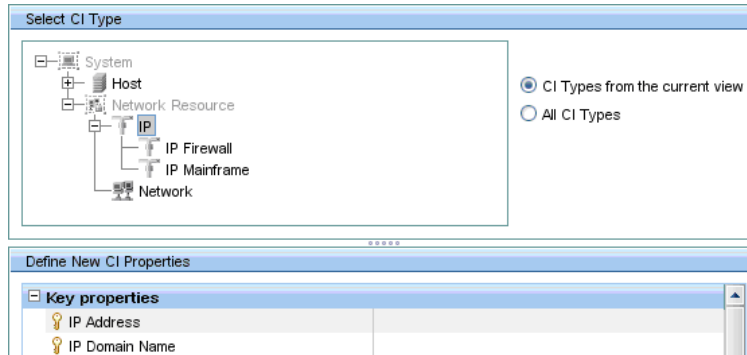 Select CI Type
System
Host
Network Resource
IP
IP Firewall
IP Mainframe
Network
CI Types from the current view
All CI Types
Define New CI Properties
Key properties
IP Address
IP Domain Name